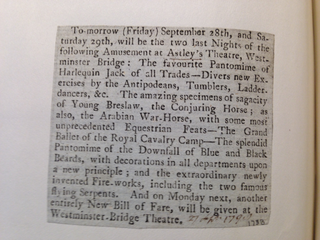 To-morrow (Friday) September 28th, and Sa-
turday 29th, will be the two last Nights of the
following Amusement at Astley's Theatre, West-
minster Bridge: The favourite Pantomime of
Harlequin Jack of all Trades—Divers new Ex-
ercises by the Antipodeans, Tumblers, Ladder-
dancers, &c. The amazing specimens of sagacity
of Young Breslaw, the Conjuring Horse; as
also, the Arabian War-Horse, with some most
unprecedented Equestrian Feats—The Grand
Ballet of the Royal Cavalry Camp—The splendid
Pantomime of the Downfall of Blue and Black
Beards, with decorations in all departments upon
a new principle; and the extraordinary newly
invented Fire-works, including the two famous
flying Serpents. And on Monday next, another
entirely New Bill of Fare, will be given at the
Westminster-Bridge Theatre.